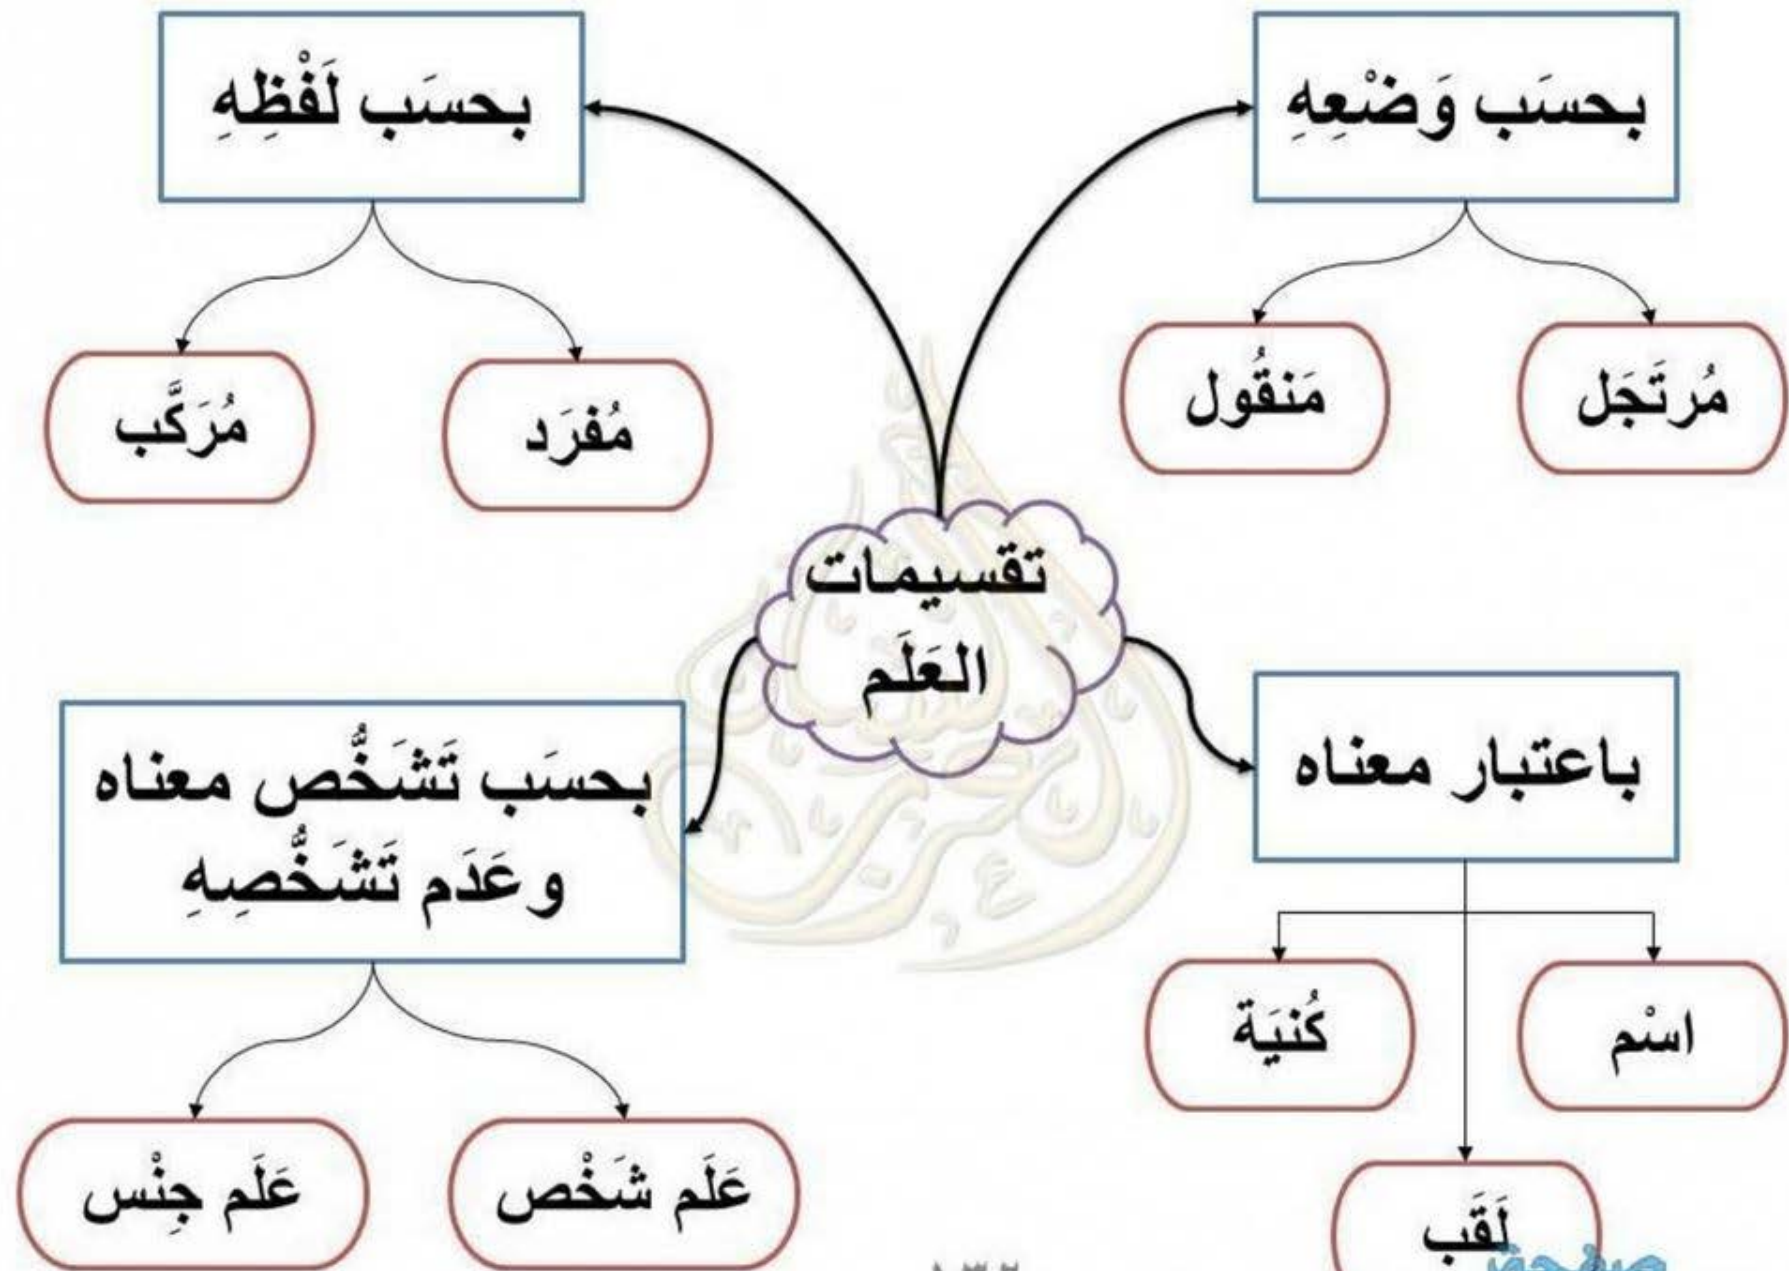 بحسَب وَضْعِهِ
بحسَب لَفْظِهِ
مُرتَجَل
مَنقُول
مُفرَد
مُرَكَّب
تقسيمات
العَلَم
باعتبار معناه
بحسَب تَشَخُّص معناه
وعَدَم تَشَخُّصِهِ
اسْم
كُنيَة
لَقَب
عَلَم شَخْص
عَلَم جِنْس